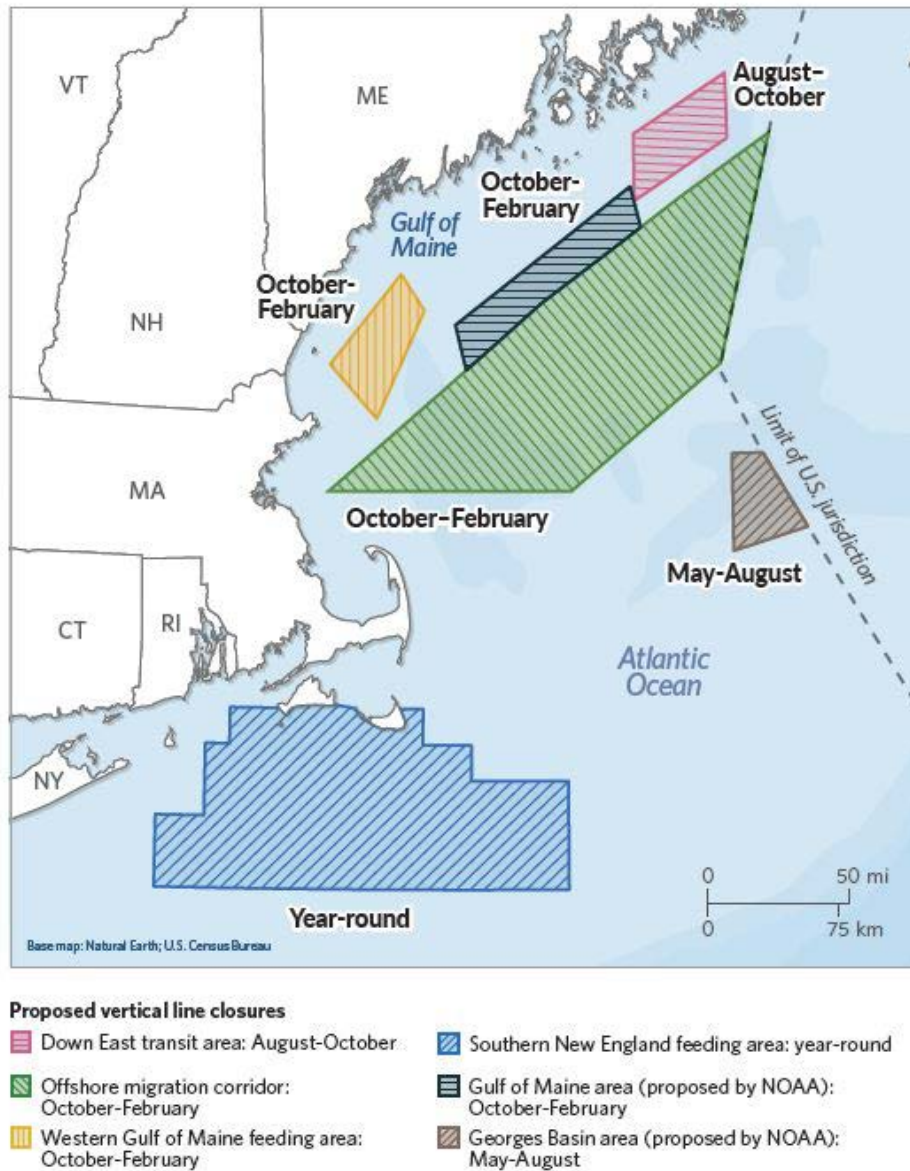 VT
ME
August–
October
October-
February
Gulf of
Maine
October-
February
NH
Limit of U.S. jurisdiction
MA
October–February
May-August
CT
RI
Atlantic
Ocean
NY
0 50 mi
0 75 km
Year-round
Base map: Natural Earth; U.S. Census Bureau
Proposed vertical line closures
Down East transit area: August-October
Offshore migration corridor:
October-February
Western Gulf of Maine feeding area:
October-February
Southern New England feeding area: year-round
Gulf of Maine area (proposed by NOAA):
October-February
Georges Basin area (proposed by NOAA):
May-August